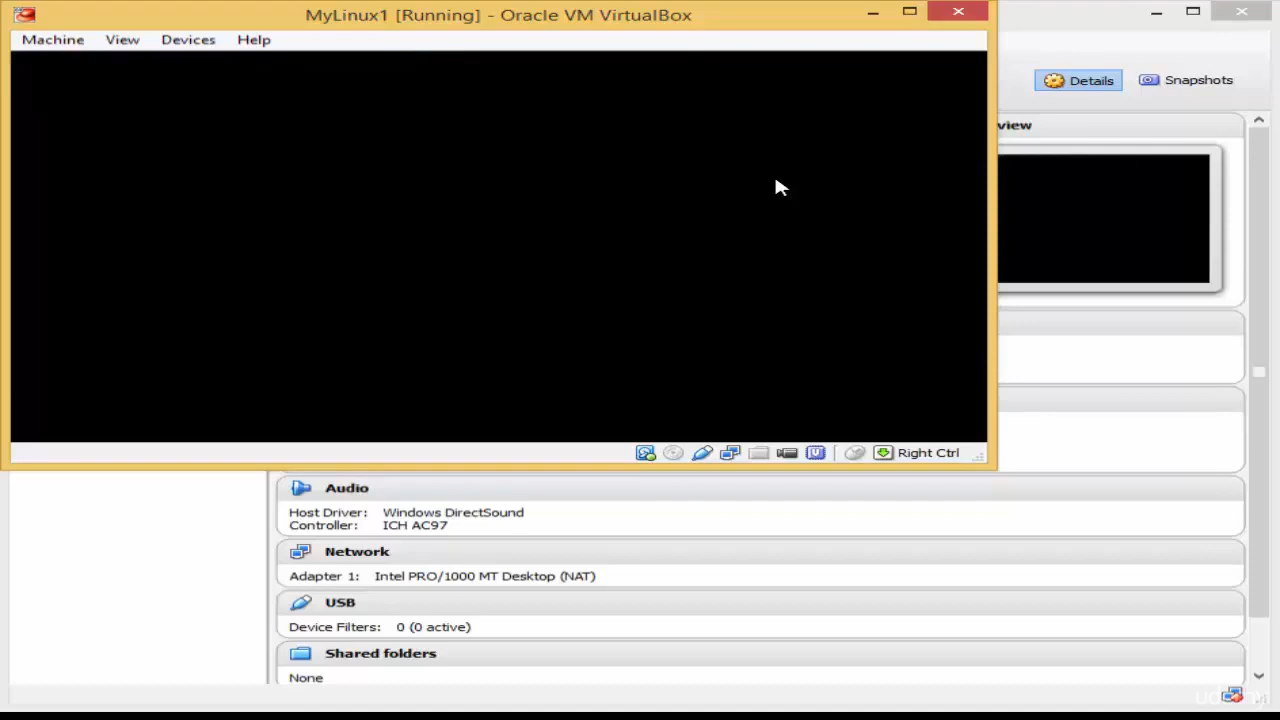 MyLinux1 [Running] - Oracle VM VirtualBox
Machine View Devices Help
Details Snapshots
view
Right Ctrl
Audio
Host Driver: Windows DirectSound
Controller: ICH AC97
Network
Adapter 1: Intel PRO/1000 MT Desktop (NAT)
USB
Device Filters: 0 (0 active)
Shared folders
None